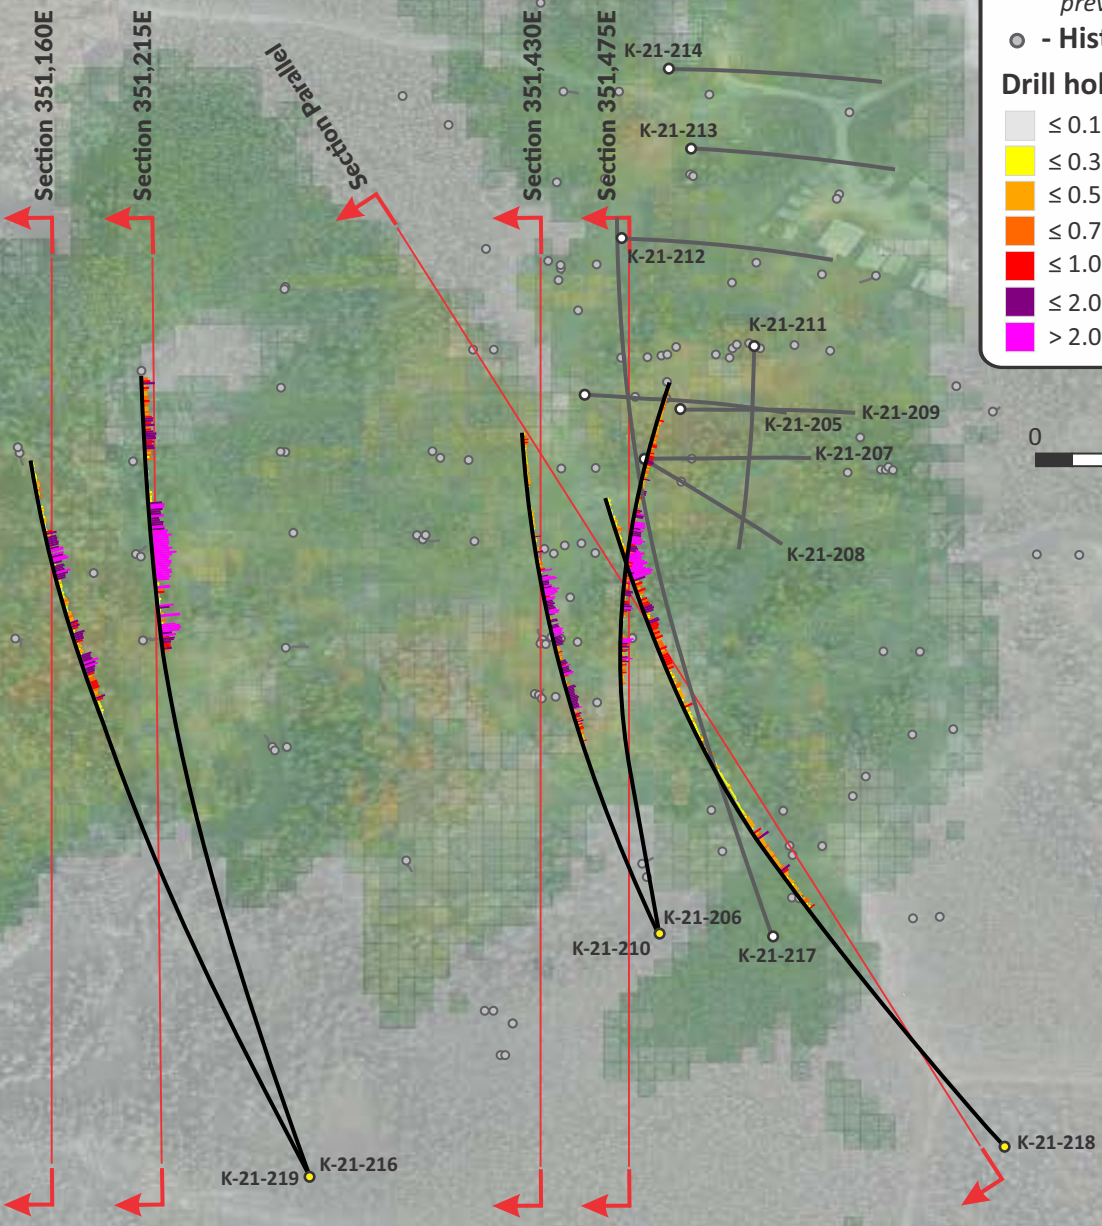 prev
- Hist
Drill hol
≤ 0.1
≤ 0.3
≤ 0.5
≤ 0.7
≤ 1.0
≤ 2.0
> 2.0
0
Section 351,160E
Section 351,215E
Section Parallel
Section 351,430E
Section 351,475E
K-21-214
K-21-213
K-21-212
K-21-211
K-21-209
K-21-205
K-21-207
K-21-208
K-21-206
K-21-210
K-21-217
K-21-218
K-21-216
K-21-219